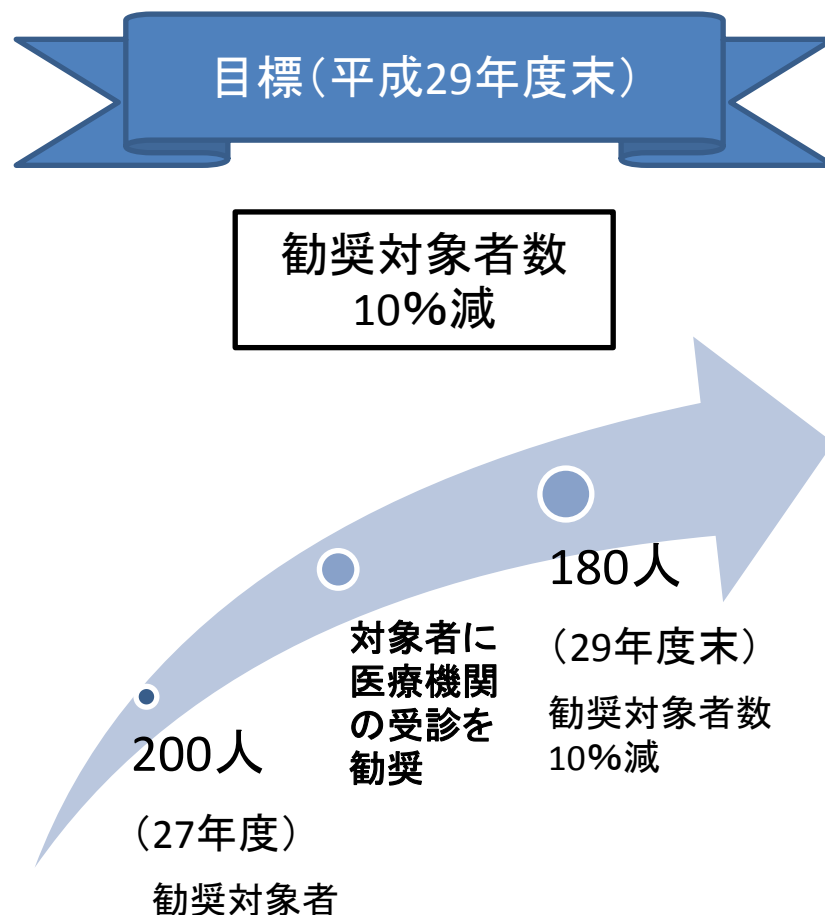 目標（平成29年度末）
勧奨対象者数
10％減
200人
（27年度）
勧奨対象者
対象者に
医療機関
の受診を
勧奨
180人
（29年度末）
勧奨対象者数
10％減